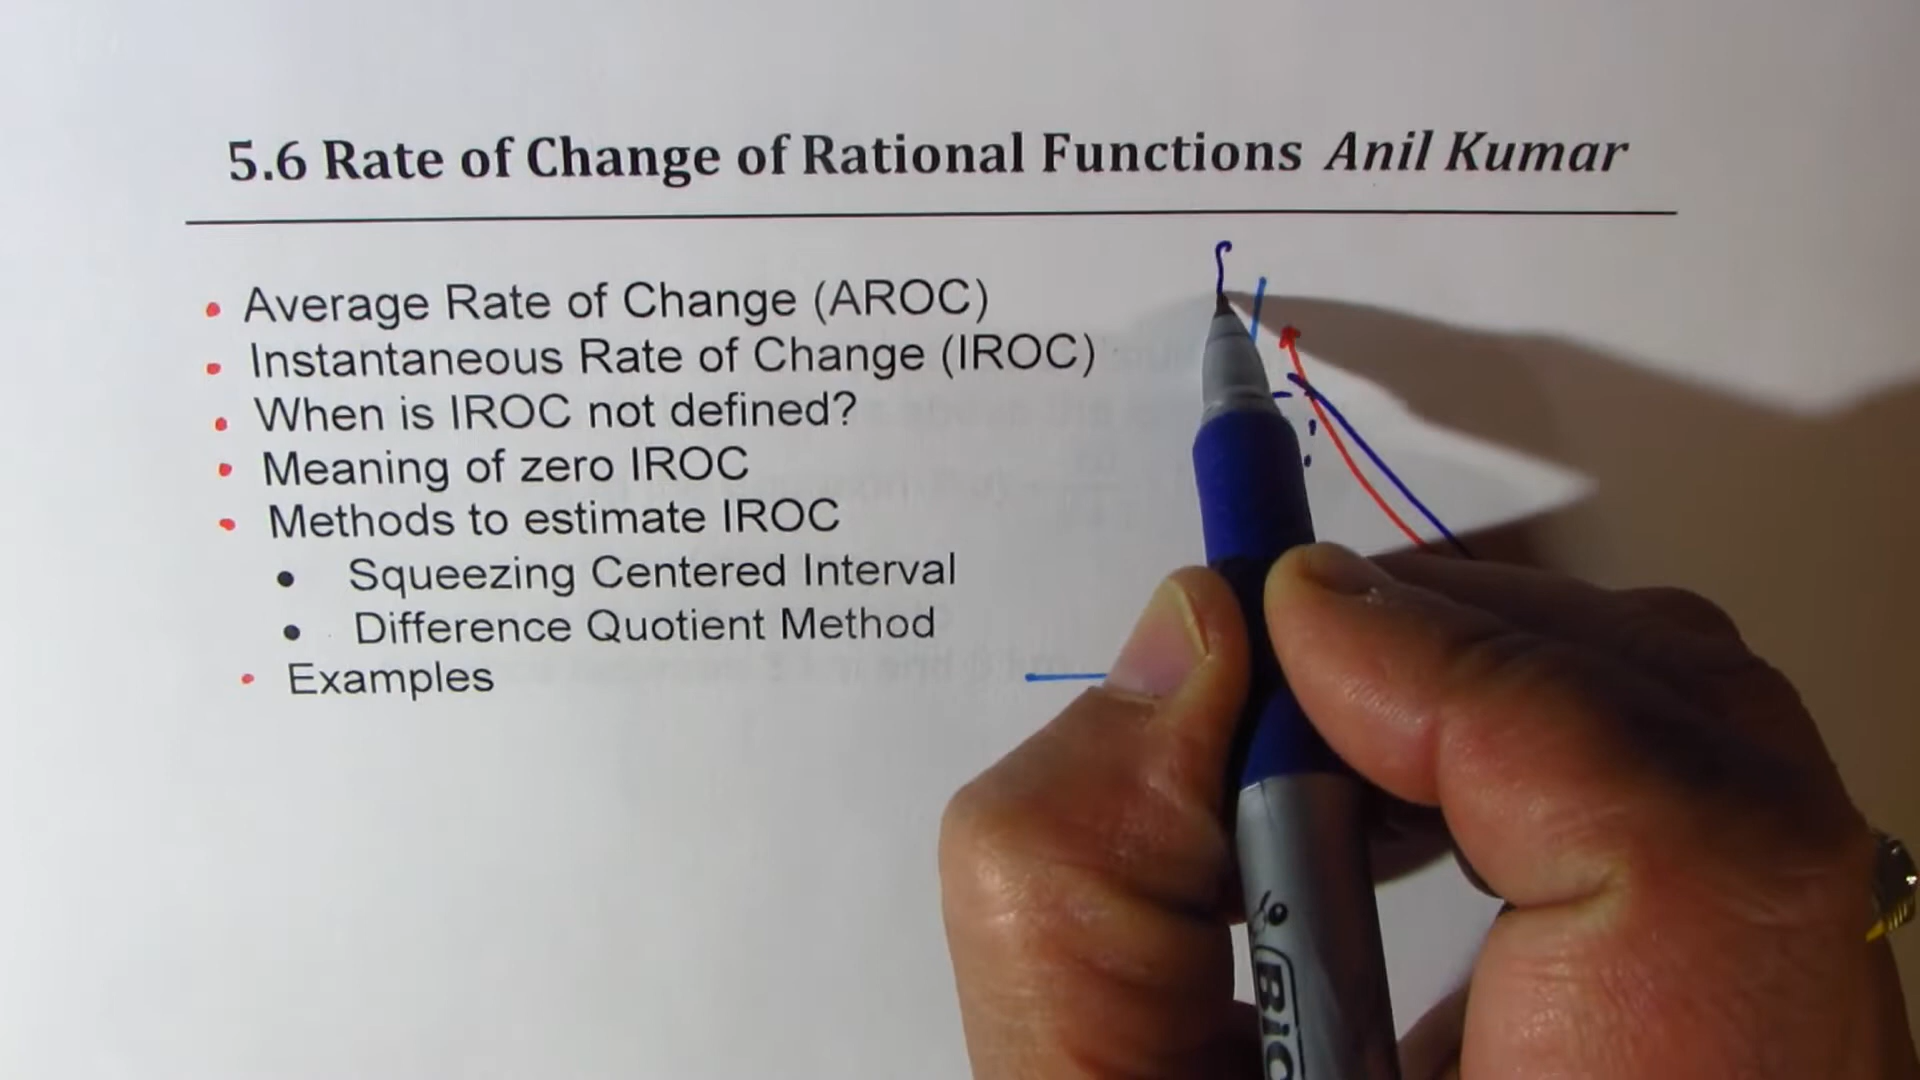 5.6 Rate of Change of Rational Functions Anil Kumar
• Average Rate of Change (AROC)
• Instantaneous Rate of Change (IROC)
• When is IROC not defined?
• Meaning of zero IROC
• Methods to estimate IROC
• Squeezing Centered Interval
• Difference Quotient Method
• Examples
BIC